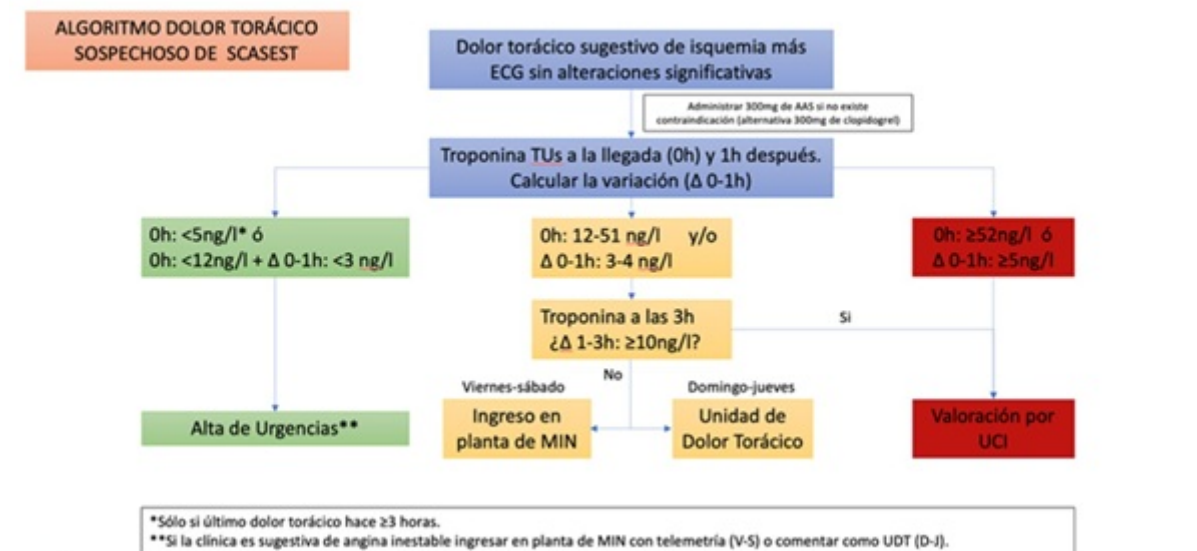 ALGORITMO DOLOR TORÁCICO
SOSPECHOSO DE SCASEST
Dolor torácico sugestivo de isquemia más
ECG sin alteraciones significativas
Administrar 300mg de AAS si no existe
contraindicación (alternativa 300mg de clopidogrel)
Troponina TUs a la llegada (0h) y 1h después.
Calcular la variación (Δ 0-1h)
0h: <5ng/l* ó
0h: <12ng/l + Δ 0-1h: <3 ng/l
0h: 12-51 ng/l y/o
Δ 0-1h: 3-4 ng/l
0h: ≥52ng/l ó
Δ 0-1h: ≥5ng/l
Troponina a las 3h
¿Δ 1-3h: ≥10ng/l?
Si
No
Viernes-sábado
Domingo-jueves
Alta de Urgencias**
Ingreso en
planta de MIN
Unidad de
Dolor Torácico
Valoración por
UCI
*Sólo si último dolor torácico hace ≥3 horas.
**Si la clínica es sugestiva de angina inestable ingresar en planta de MIN con telemetría (V-S) o comentar como UDT (D-J).